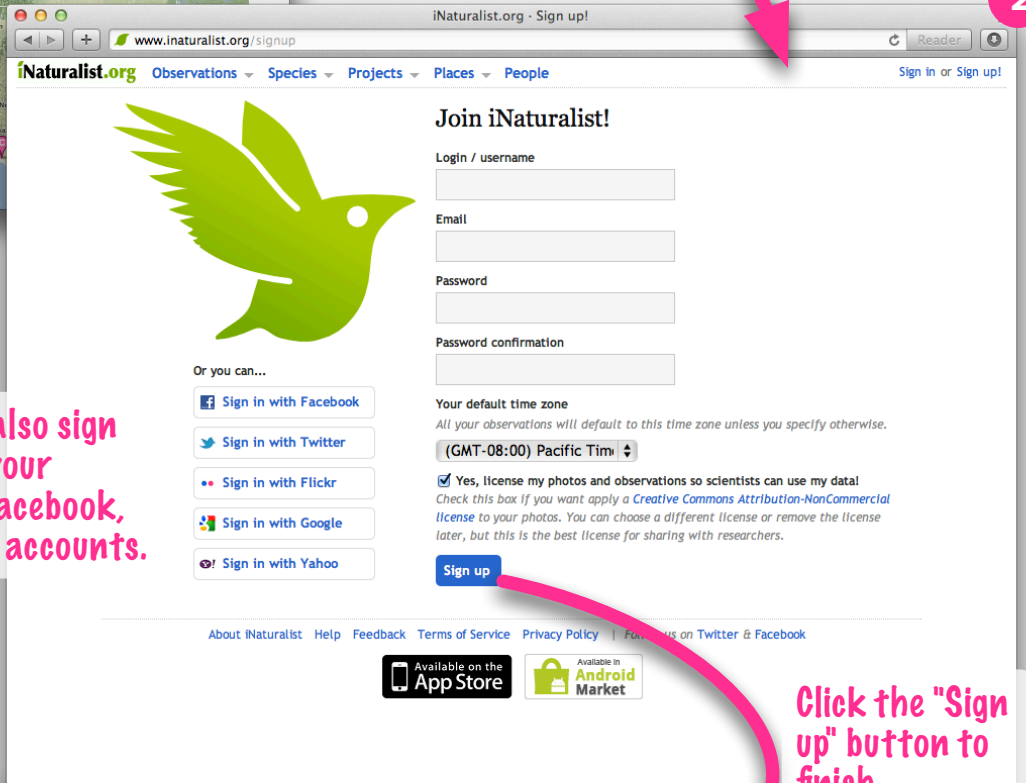 iNaturalist.org - Sign up!
2
www.inaturalist.org/signup
Reader
iNaturalist.org Observations Species Projects Places People
Sign in or Sign up!
Join iNaturalist!
Login / username
Email
Password
Password confirmation
Or you can...
Sign in with Facebook
Sign in with Twitter
Sign in with Flickr
Sign in with Google
Sign in with Yahoo
also sign
your
acebook,
accounts.
Your default time zone
All your observations will default to this time zone unless you specify otherwise.
(GMT-08:00) Pacific Tim
Yes, license my photos and observations so scientists can use my data!
Check this box if you want apply a Creative Commons Attribution-NonCommercial
license to your photos. You can choose a different license or remove the license
later, but this is the best license for sharing with researchers.
Sign up
About iNaturalist Help Feedback Terms of Service Privacy Policy | us on Twitter & Facebook
Available on the
App Store
Available in
Android
Market
Click the "Sign
up" button to
finish